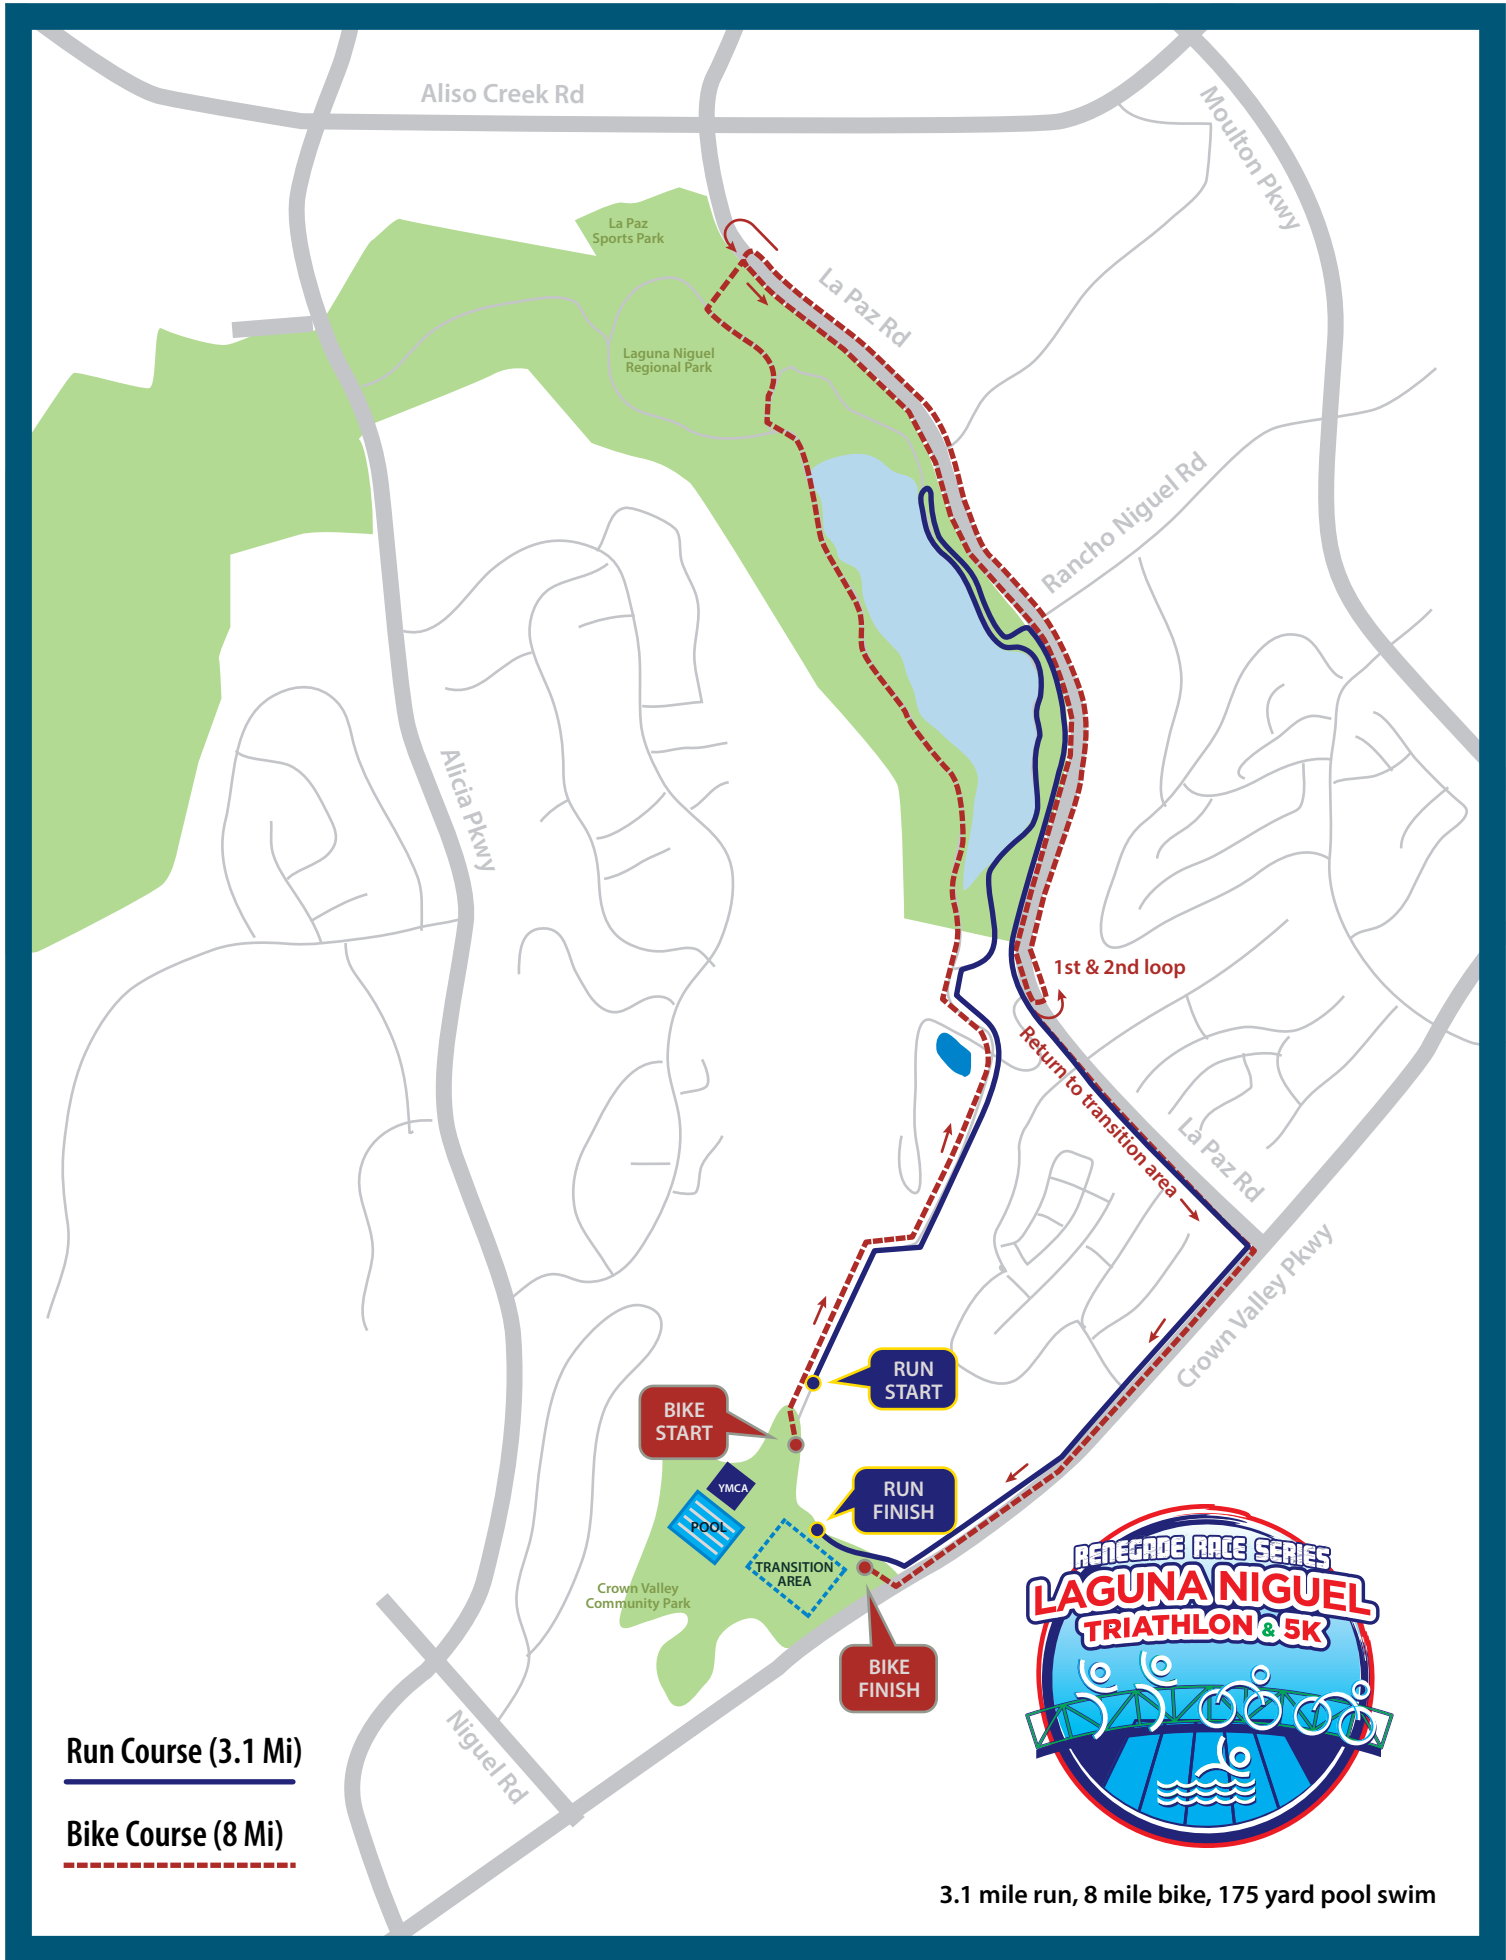 Aliso Creek Rd
Moulton Pkwy
La Paz
Sports Park
La Paz Rd
Laguna Niguel
Regional Park
Rancho Niguel Rd
Alicia Pkwy
1st & 2nd loop
Return to transition area
La Paz Rd
Crown Valley Pkwy
RUN
START
BIKE
START
YMCA
POOL
RUN
FINISH
TRANSITION
AREA
Crown Valley
Community Park
BIKE
FINISH
Niguel Rd
RENEGADE RACE SERIES
LAGUNA NIGUEL
TRIATHLON & 5K
Run Course (3.1 Mi)
Bike Course (8 Mi)
3.1 mile run, 8 mile bike, 175 yard pool swim